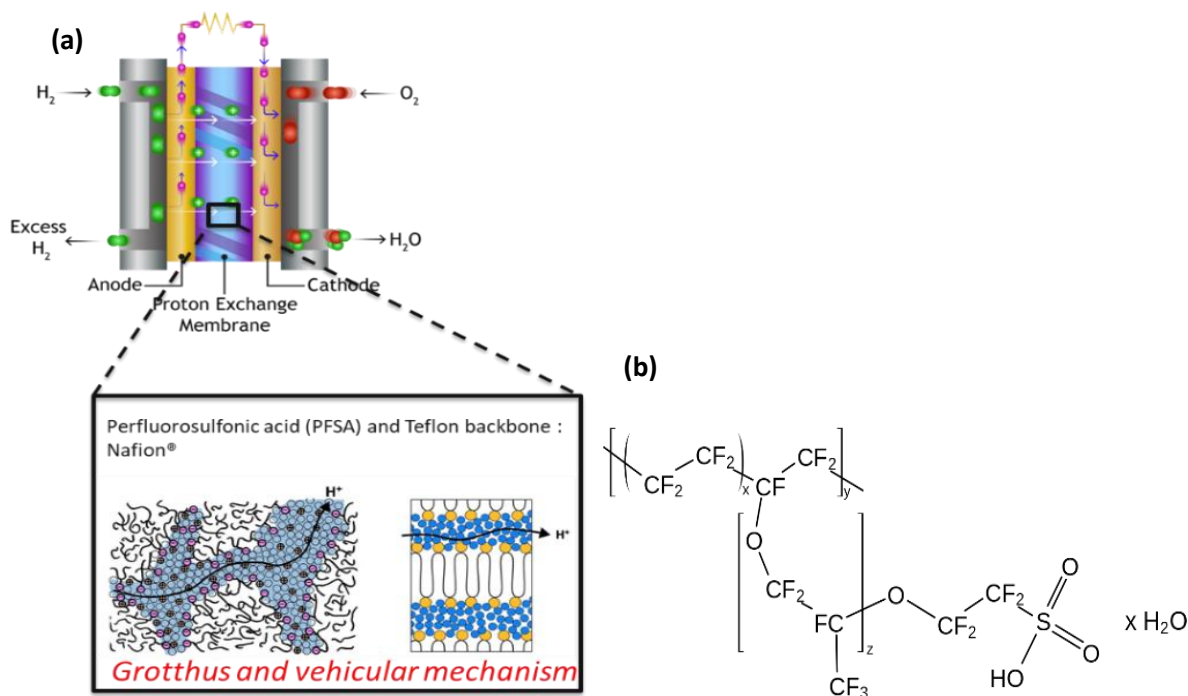 (a)
H₂
O₂
Excess
H₂
H₂O
Anode
Cathode
Proton Exchange
Membrane
Perfluorosulfonic acid (PFSA) and Teflon backbone :
Nafion®
H⁺
H⁺
Grotthus and vehicular mechanism
(b)
CF₂
CF₂
CF₂
x
CF
y
O
CF₂
FC
z
CF₃
O
CF₂
CF₂
S
O
O
HO
x H₂O